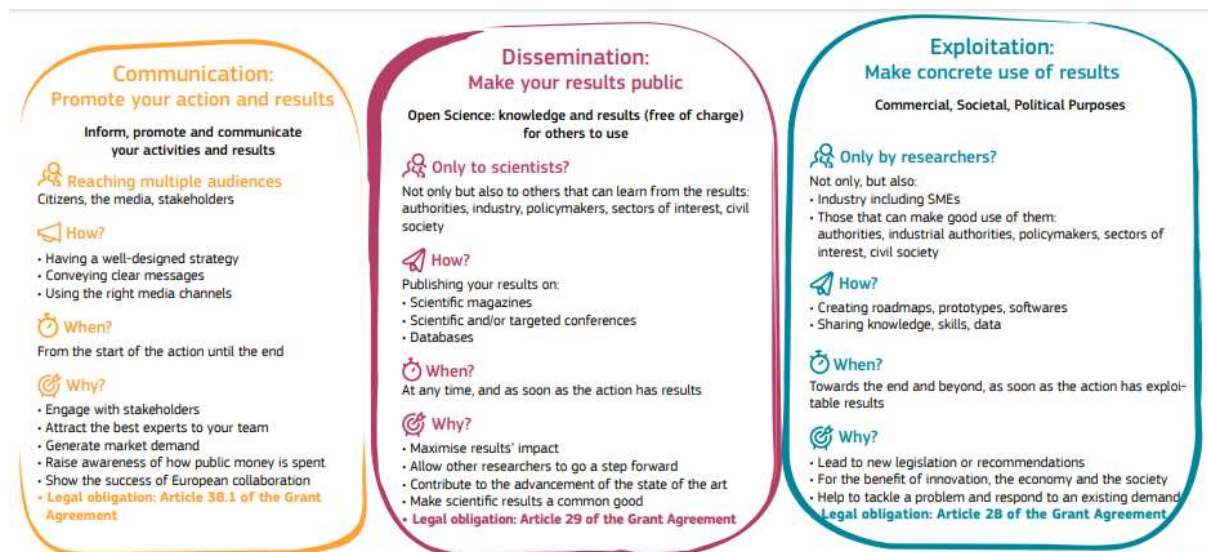 Communication:
Promote your action and results
Inform, promote and communicate
your activities and results
Reaching multiple audiences
Citizens, the media, stakeholders
How?
• Having a well-designed strategy
• Conveying clear messages
• Using the right media channels
When?
From the start of the action until the end
Why?
• Engage with stakeholders
• Attract the best experts to your team
• Generate market demand
• Raise awareness of how public money is spent
• Show the success of European collaboration
• Legal obligation: Article 38.1 of the Grant
Agreement
Dissemination:
Make your results public
Open Science: knowledge and results (free of charge)
for others to use
Only to scientists?
Not only but also to others that can learn from the results:
authorities, industry, policymakers, sectors of interest, civil
society
How?
Publishing your results on:
• Scientific magazines
• Scientific and/or targeted conferences
• Databases
When?
At any time, and as soon as the action has results
Why?
• Maximise results' impact
• Allow other researchers to go a step forward
• Contribute to the advancement of the state of the art
• Make scientific results a common good
• Legal obligation: Article 29 of the Grant Agreement
Exploitation:
Make concrete use of results
Commercial, Societal, Political Purposes
Only by researchers?
Not only, but also:
• Industry including SMEs
• Those that can make good use of them:
authorities, industrial authorities, policymakers, sectors of
interest, civil society
How?
• Creating roadmaps, prototypes, softwares
• Sharing knowledge, skills, data
When?
Towards the end and beyond, as soon as the action has exploi-
table results
Why?
• Lead to new legislation or recommendations
• For the benefit of innovation, the economy and the society
• Help to tackle a problem and respond to an existing demand
Legal obligation: Article 28 of the Grant Agreement